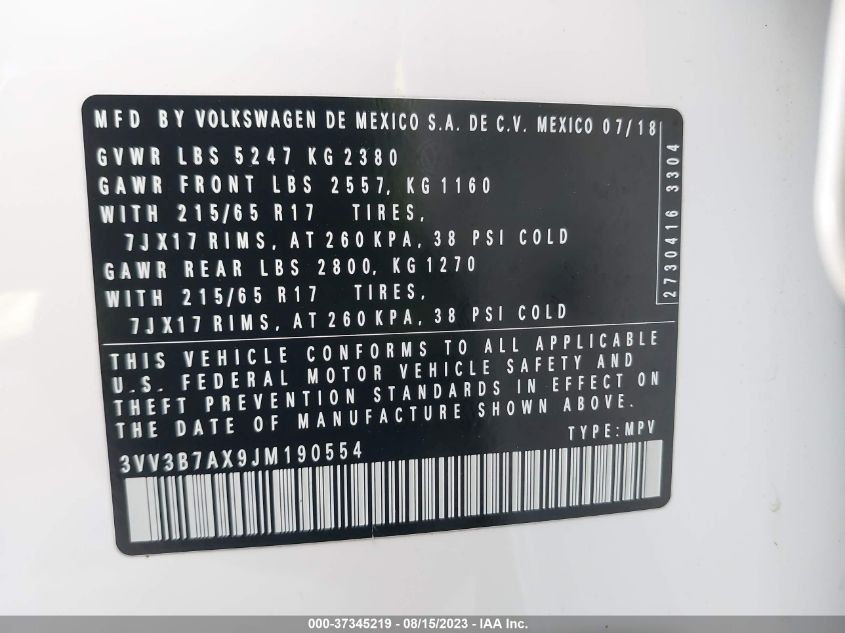 MFD BY VOLKSWAGEN DE MEXICO S.A. DE C.V. MEXICO 07/18
GVWR LBS 5247 KG 2380
GAWR FRONT LBS 2557, KG 1160
WITH 215/65 R17 TIRES,
7JX17 RIMS, AT 260 KPA, 38 PSI COLD
GAWR REAR LBS 2800, KG 1270
WITH 215/65 R17 TIRES,
7JX17 RIMS, AT 260 KPA, 38 PSI COLD
2730416 3304
THIS VEHICLE CONFORMS TO ALL APPLICABLE
U.S. FEDERAL MOTOR VEHICLE SAFETY AND
THEFT PREVENTION STANDARDS IN EFFECT ON
THE DATE OF MANUFACTURE SHOWN ABOVE.
TYPE: MPV
3VV3B7AX9JM190554
000-37345219 - 08/15/2023 - IAA Inc.